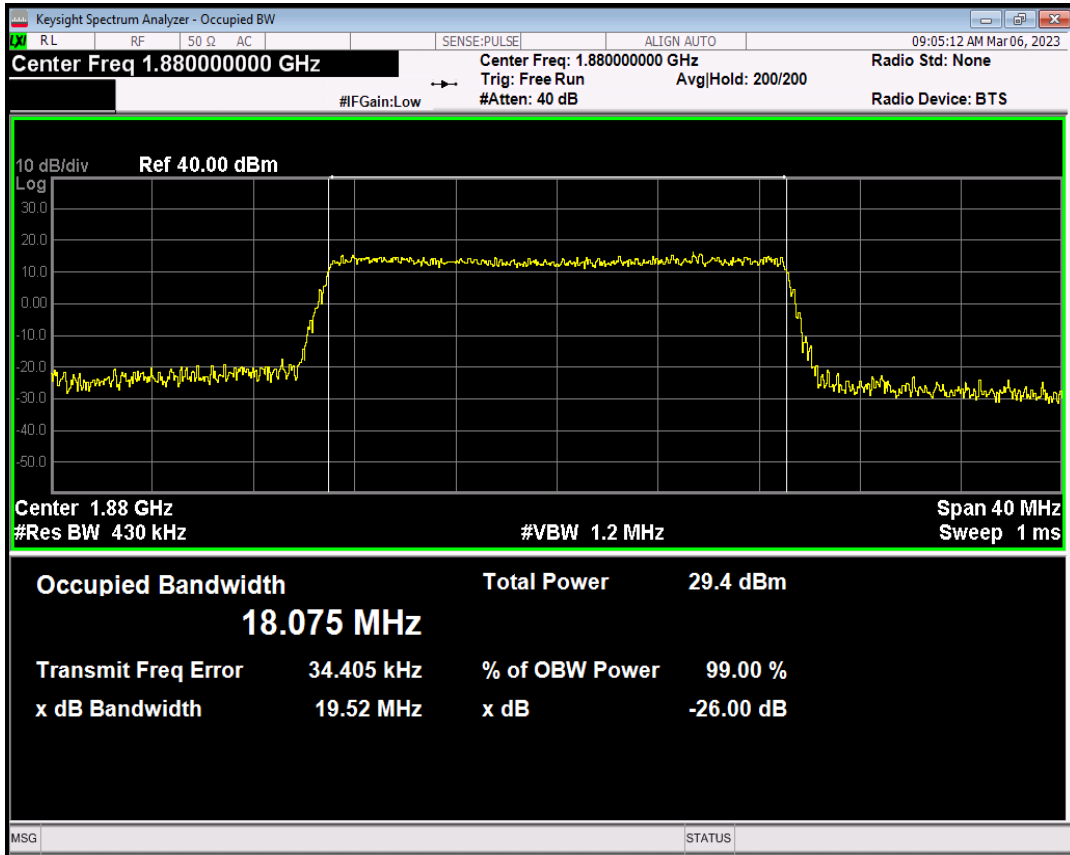 Keysight Spectrum Analyzer - Occupied BW
LXI RL RF 50 Ω AC SENSE:PULSE ALIGN AUTO 09:05:12 AM Mar 06, 2023
Center Freq 1.880000000 GHz Center Freq: 1.880000000 GHz Radio Std: None
Trig: Free Run Avg|Hold: 200/200
#IFGain:Low #Atten: 40 dB Radio Device: BTS
10 dB/div Ref 40.00 dBm
Log
30.0
20.0
10.0
0.00
-10.0
-20.0
-30.0
-40.0
-50.0
Center 1.88 GHz Span 40 MHz
#Res BW 430 kHz #VBW 1.2 MHz Sweep 1 ms
Occupied Bandwidth Total Power 29.4 dBm
18.075 MHz
Transmit Freq Error 34.405 kHz % of OBW Power 99.00 %
x dB Bandwidth 19.52 MHz x dB -26.00 dB
MSG STATUS